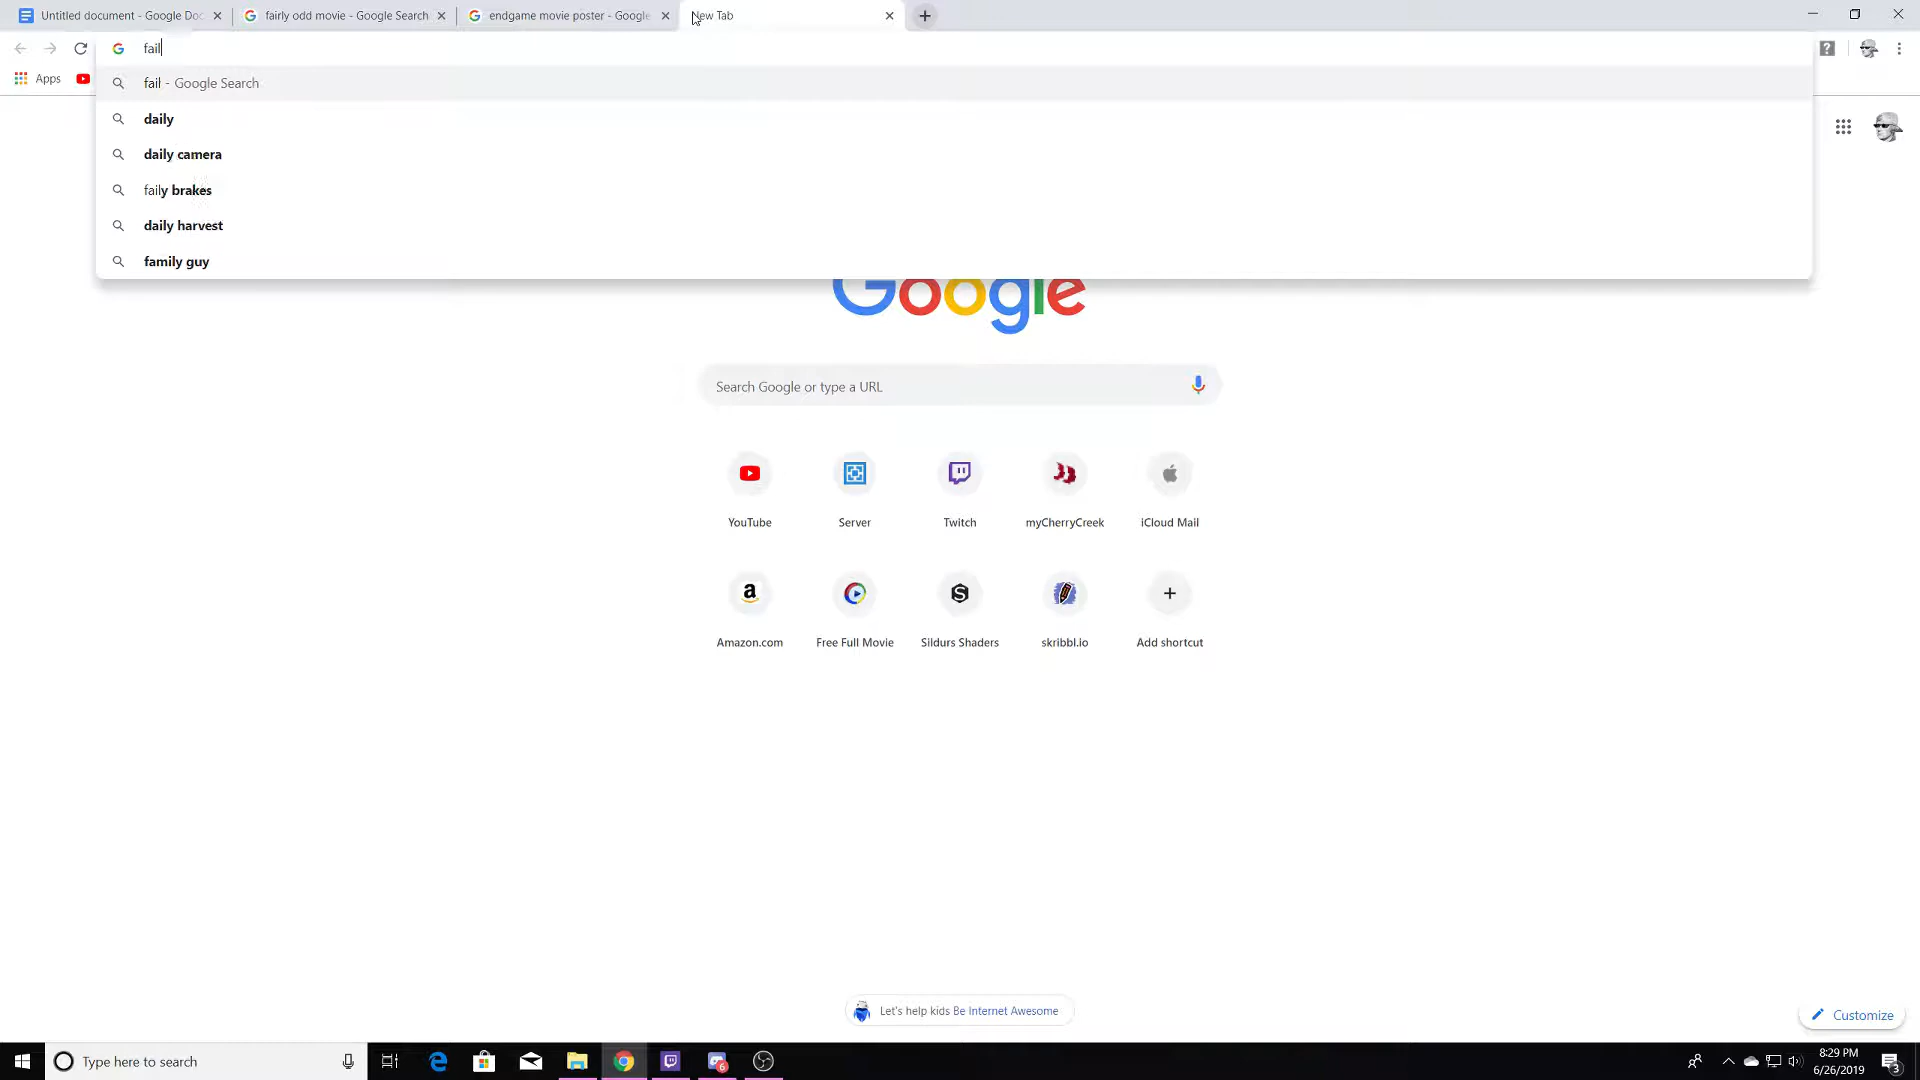 Untitled document - Google Doc
fairly odd movie - Google Search
endgame movie poster - Google
New Tab
fail
Apps
fail - Google Search
daily
daily camera
faily brakes
daily harvest
family guy
Google
Search Google or type a URL
YouTube
Server
Twitch
myCherryCreek
iCloud Mail
Amazon.com
Free Full Movie
Sildurs Shaders
skribbl.io
Add shortcut
Let's help kids Be Internet Awesome
Customize
Type here to search
6
8:29 PM
6/26/2019
3